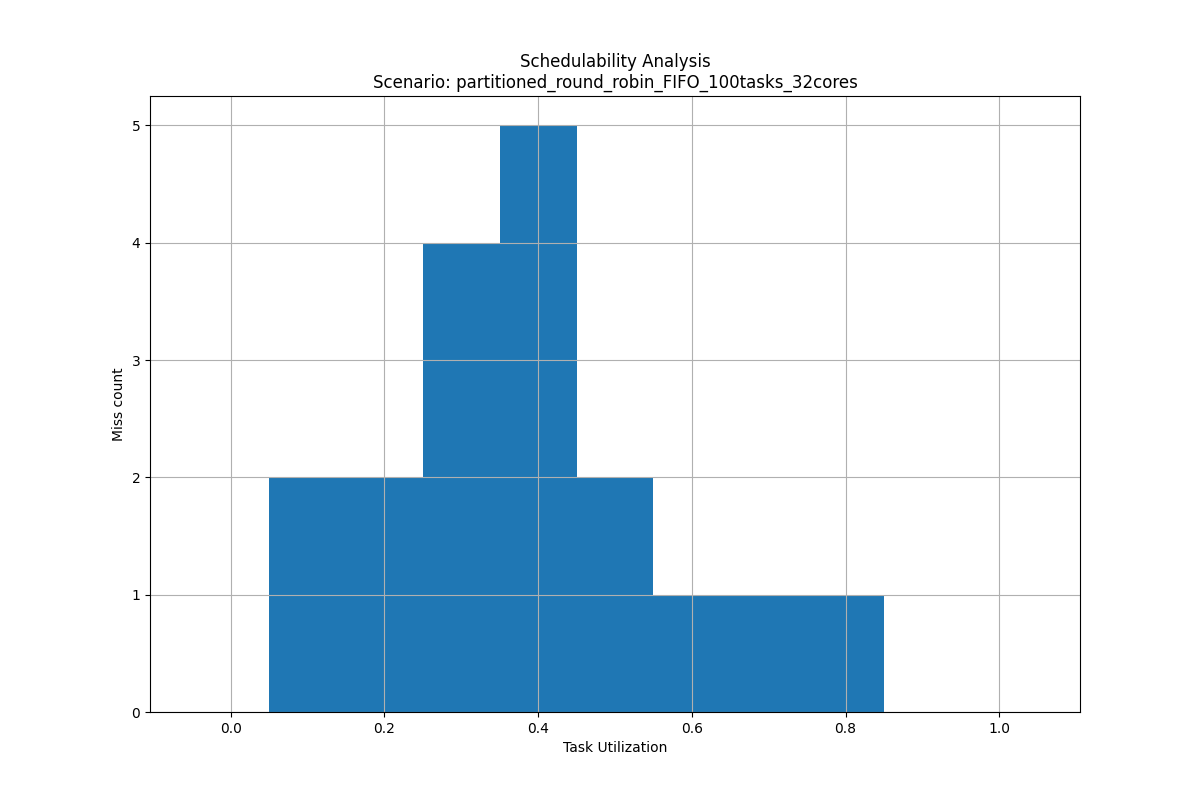 Schedulability Analysis
Scenario: partitioned_round_robin_FIFO_100tasks_32cores
5
4
3
2
1
0
Miss count
0.0 0.2 0.4 0.6 0.8 1.0
Task Utilization